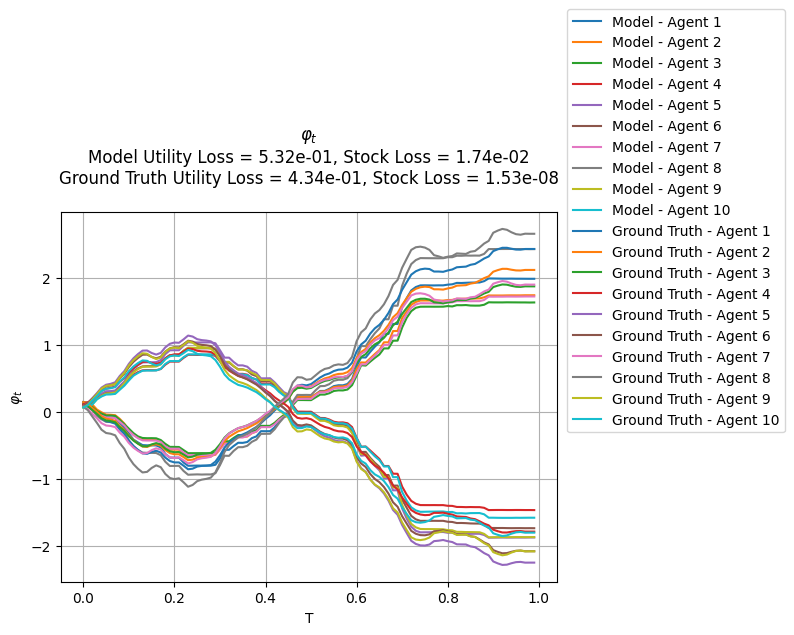 φₜ
Model Utility Loss = 5.32e-01, Stock Loss = 1.74e-02
Ground Truth Utility Loss = 4.34e-01, Stock Loss = 1.53e-08
φₜ
2
1
0
−1
−2
0.0
0.2
0.4
0.6
0.8
1.0
T
Model - Agent 1
Model - Agent 2
Model - Agent 3
Model - Agent 4
Model - Agent 5
Model - Agent 6
Model - Agent 7
Model - Agent 8
Model - Agent 9
Model - Agent 10
Ground Truth - Agent 1
Ground Truth - Agent 2
Ground Truth - Agent 3
Ground Truth - Agent 4
Ground Truth - Agent 5
Ground Truth - Agent 6
Ground Truth - Agent 7
Ground Truth - Agent 8
Ground Truth - Agent 9
Ground Truth - Agent 10